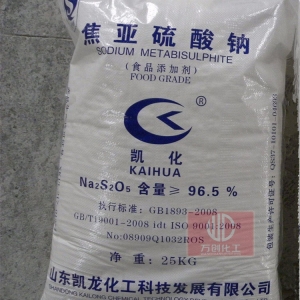 焦亚硫酸钠
SODIUM METABISULPHITE
(食品添加剂)
FOOD GRADE
®
凯化
KAIHUA
Na₂S₂O₅ 含量≥ 96.5 %
执行标准: GB1893-2008
GB/T19001-2008 idt ISO 9001:2008
No:08909Q1032ROS
净 重: 25KG
山东凯龙化工科技发展有限公司